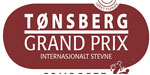 TØNSBERG
GRAND PRIX
INTERNASJONALT STEVNE